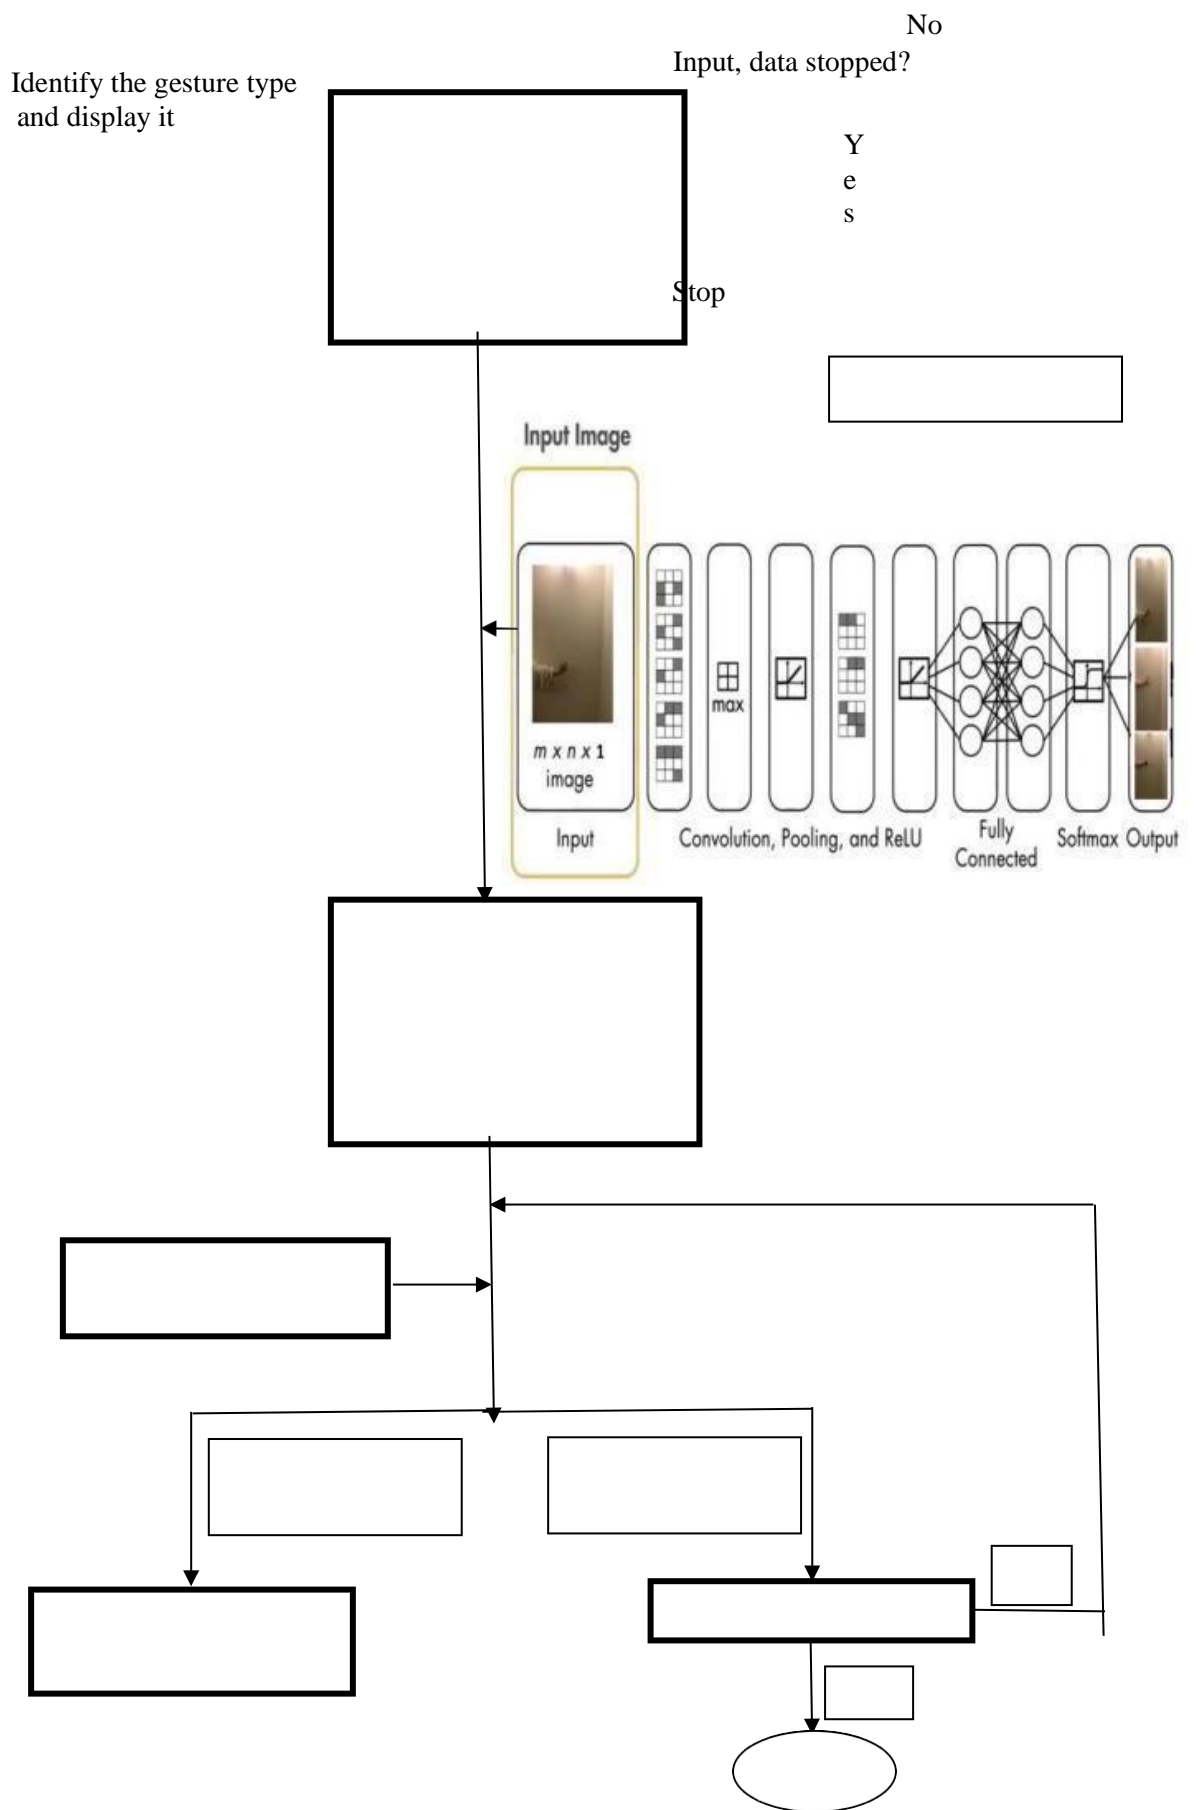 No
Input, data stopped?
Identify the gesture type
and display it
Y
e
s
Stop
Input Image
max
m x n x 1
image
Input
Convolution, Pooling, and ReLU
Fully
Connected
Softmax
Output